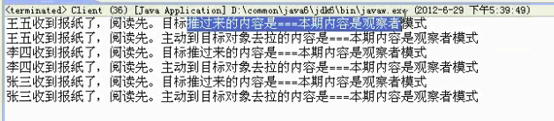 <terminated> Client (36) [Java Application] D:\common\java6\jdk6\bin\javaw.exe (2012-6-29 下午5:39:49)
王五收到报纸了，阅读先。目标推过来的内容是===本期内容是观察者模式
王五收到报纸了，阅读先。主动到目标对象去拉的内容是===本期内容是观察者模式
李四收到报纸了，阅读先。目标推过来的内容是===本期内容是观察者模式
李四收到报纸了，阅读先。主动到目标对象去拉的内容是===本期内容是观察者模式
张三收到报纸了，阅读先。目标推过来的内容是===本期内容是观察者模式
张三收到报纸了，阅读先。主动到目标对象去拉的内容是===本期内容是观察者模式